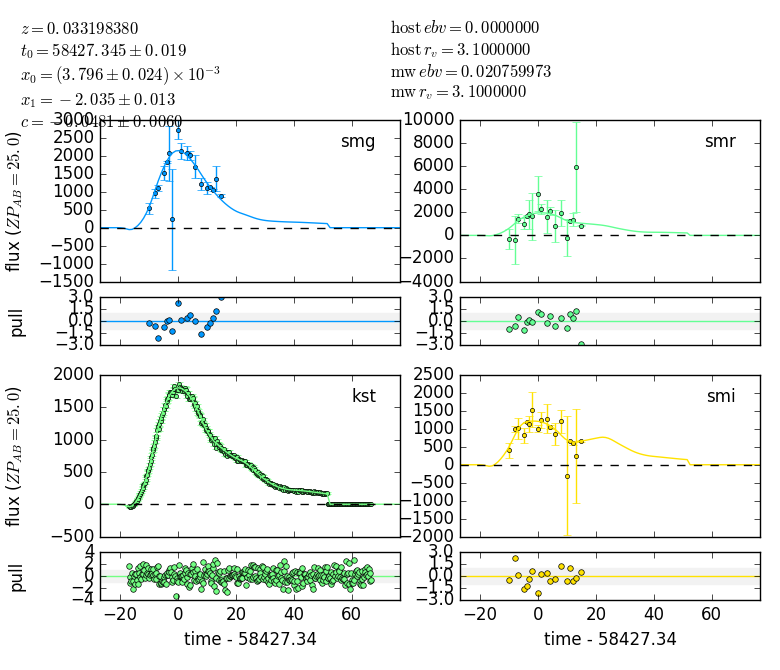 z = 0.033198380
t0 = 58427.345 ± 0.019
x0 = (3.796 ± 0.024) × 10^−3
x1 = −2.035 ± 0.013
c = −0.0481 ± 0.0060
host ebv = 0.0000000
host r_v = 3.1000000
mw ebv = 0.020759973
mw r_v = 3.1000000
smg
3000
2500
2000
1500
1000
500
0
−500
−1000
−1500
flux (ZP_AB = 25.0)
smr
10000
8000
6000
4000
2000
0
−2000
−4000
pull
3.0
1.5
0.0
−1.5
−3.0
3.0
1.5
0.0
−1.5
−3.0
kst
2000
1500
1000
500
0
−500
flux (ZP_AB = 25.0)
smi
2500
2000
1500
1000
500
0
−500
−1000
−1500
−2000
pull
4
2
0
−2
−4
3.0
1.5
0.0
−1.5
−3.0
−20 0 20 40 60
time - 58427.34
−20 0 20 40 60
time - 58427.34